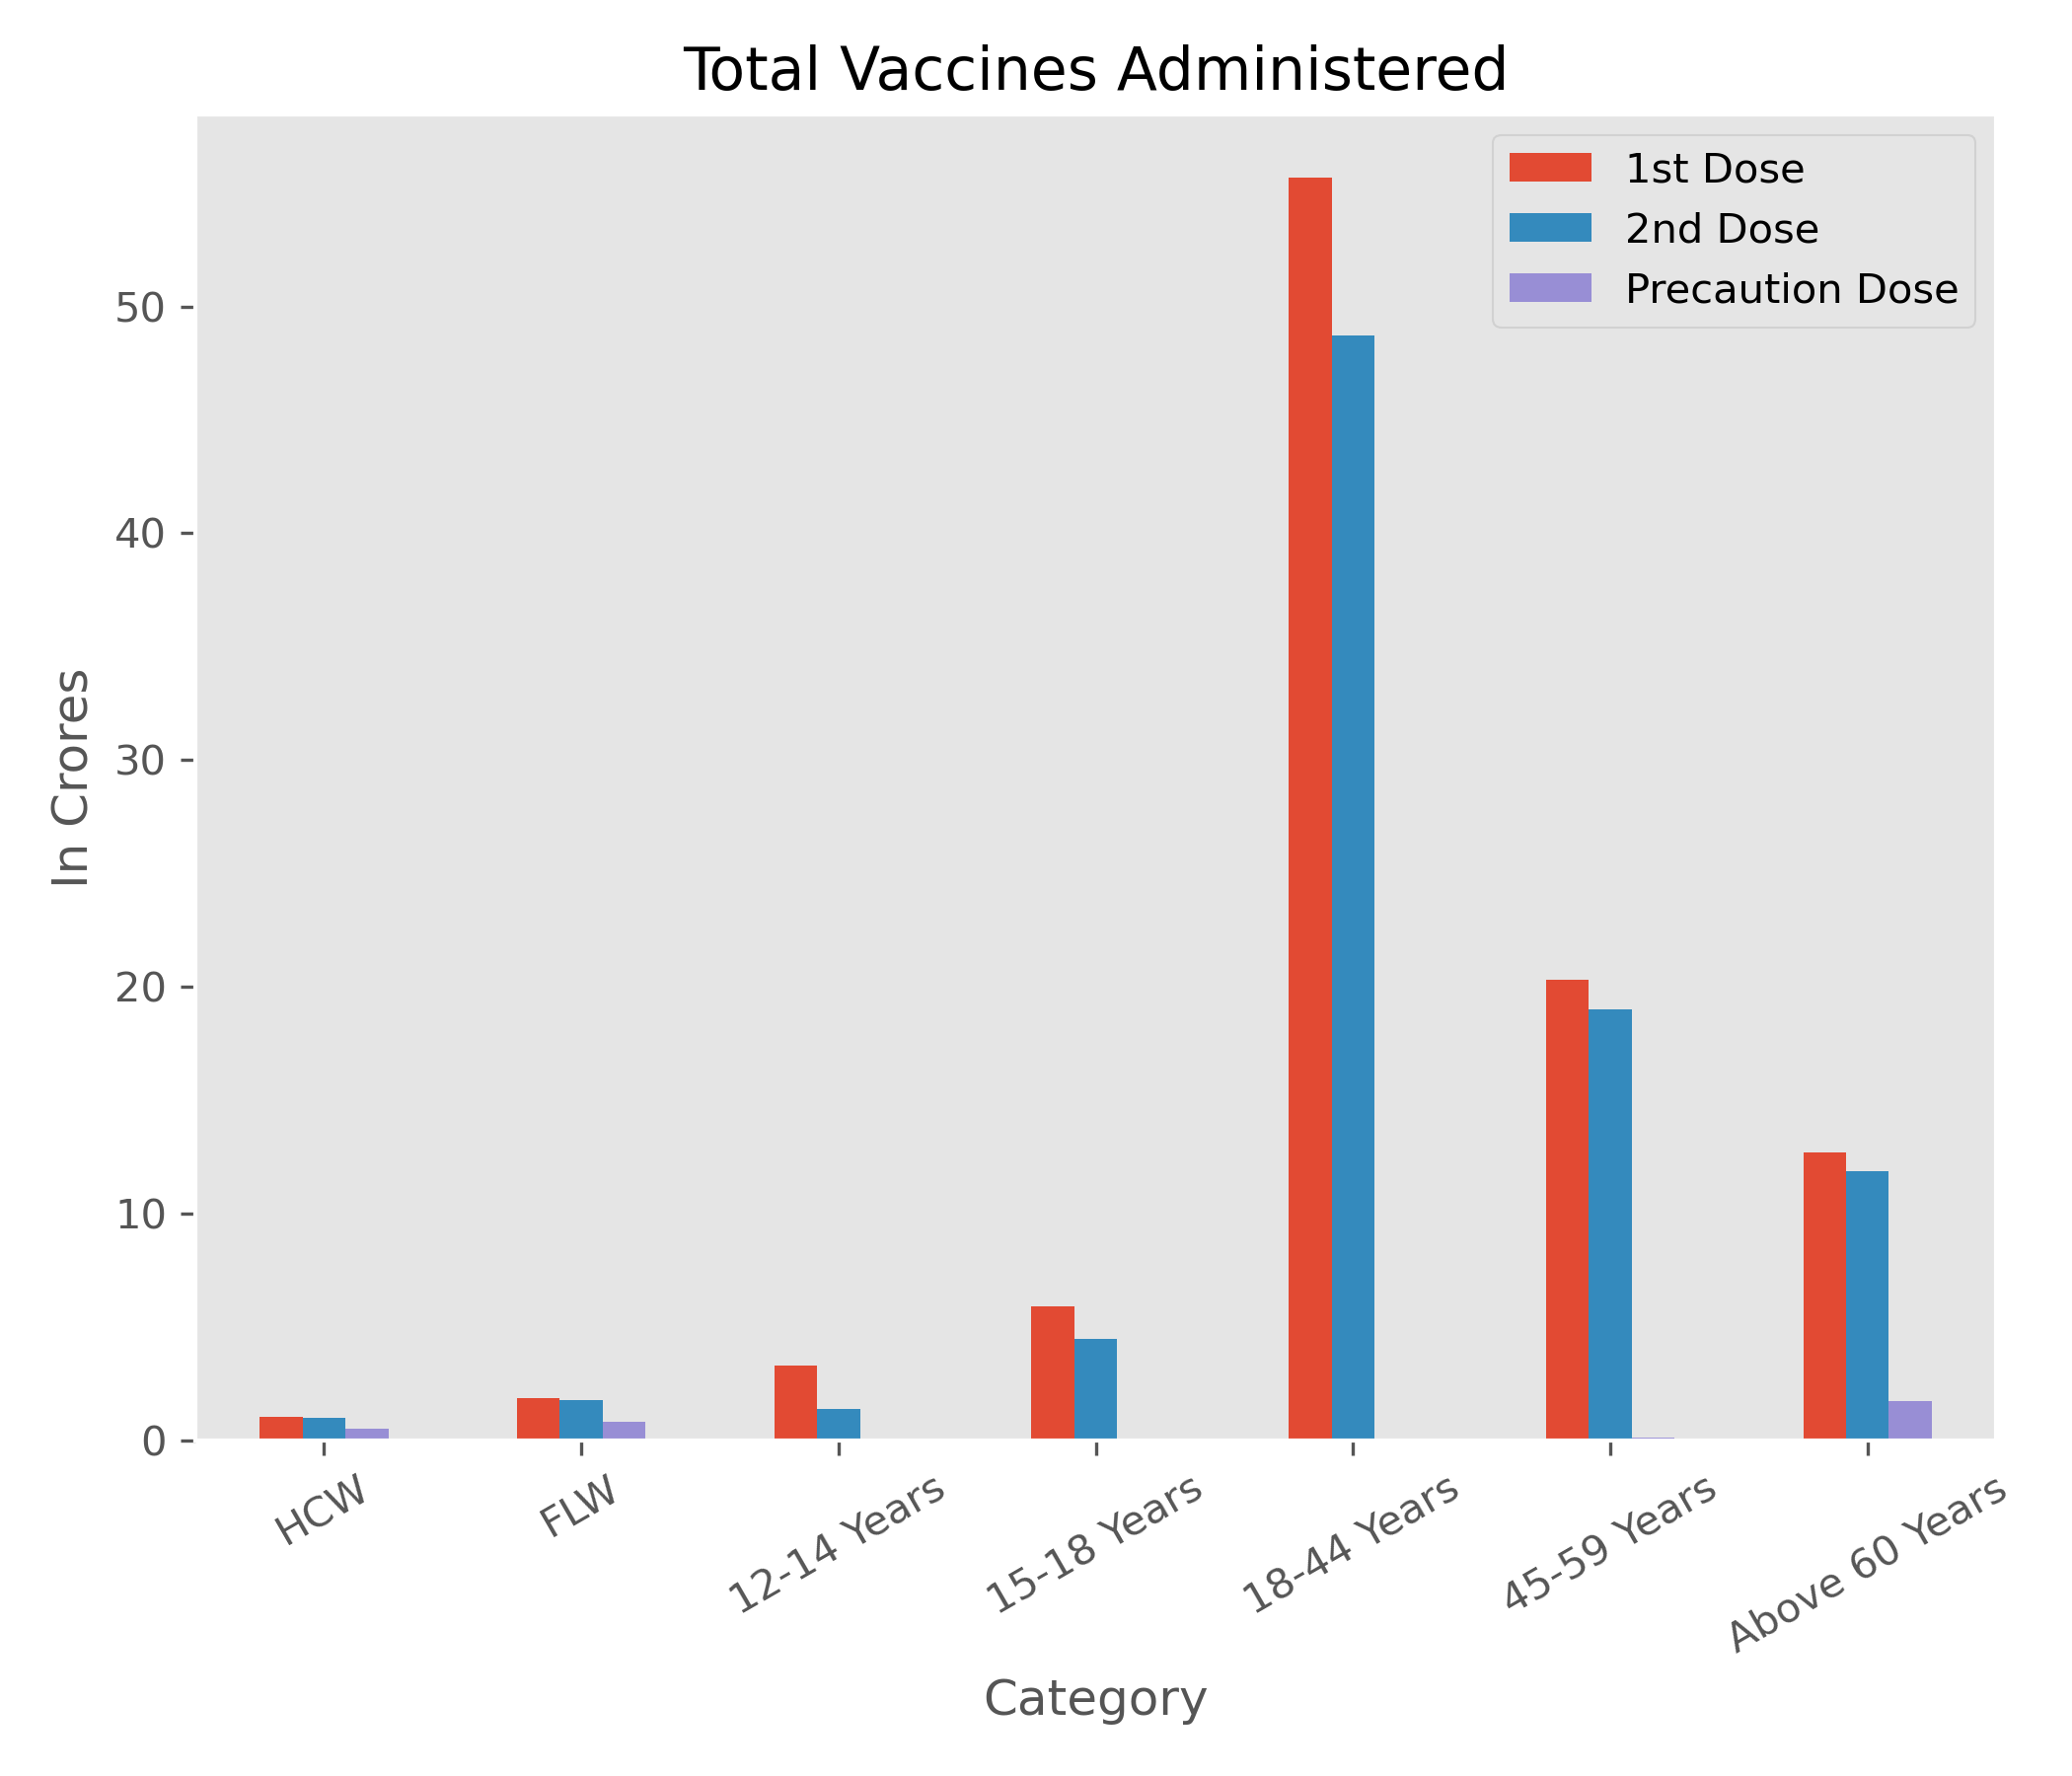 Total Vaccines Administered
1st Dose
2nd Dose
Precaution Dose
50
40
30
20
10
0
In Crores
HCW
FLW
12-14 Years
15-18 Years
18-44 Years
45-59 Years
Above 60 Years
Category